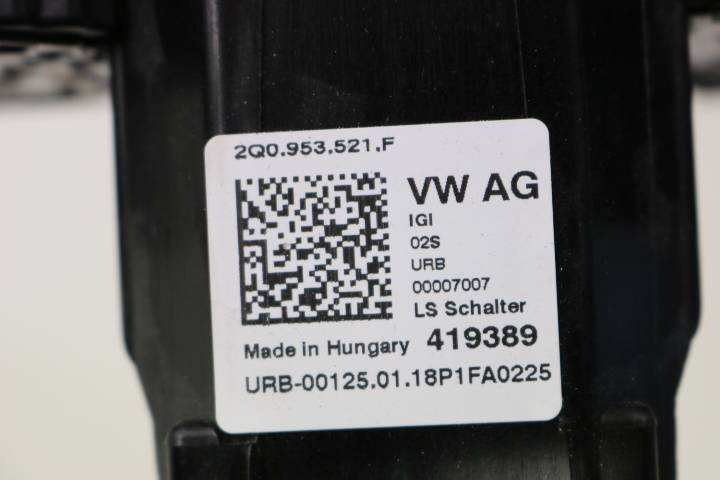 2Q0.953.521.F
VW AG
IGI
02S
URB
00007007
LS Schalter
Made in Hungary 419389
URB-00125.01.18P1FA0225